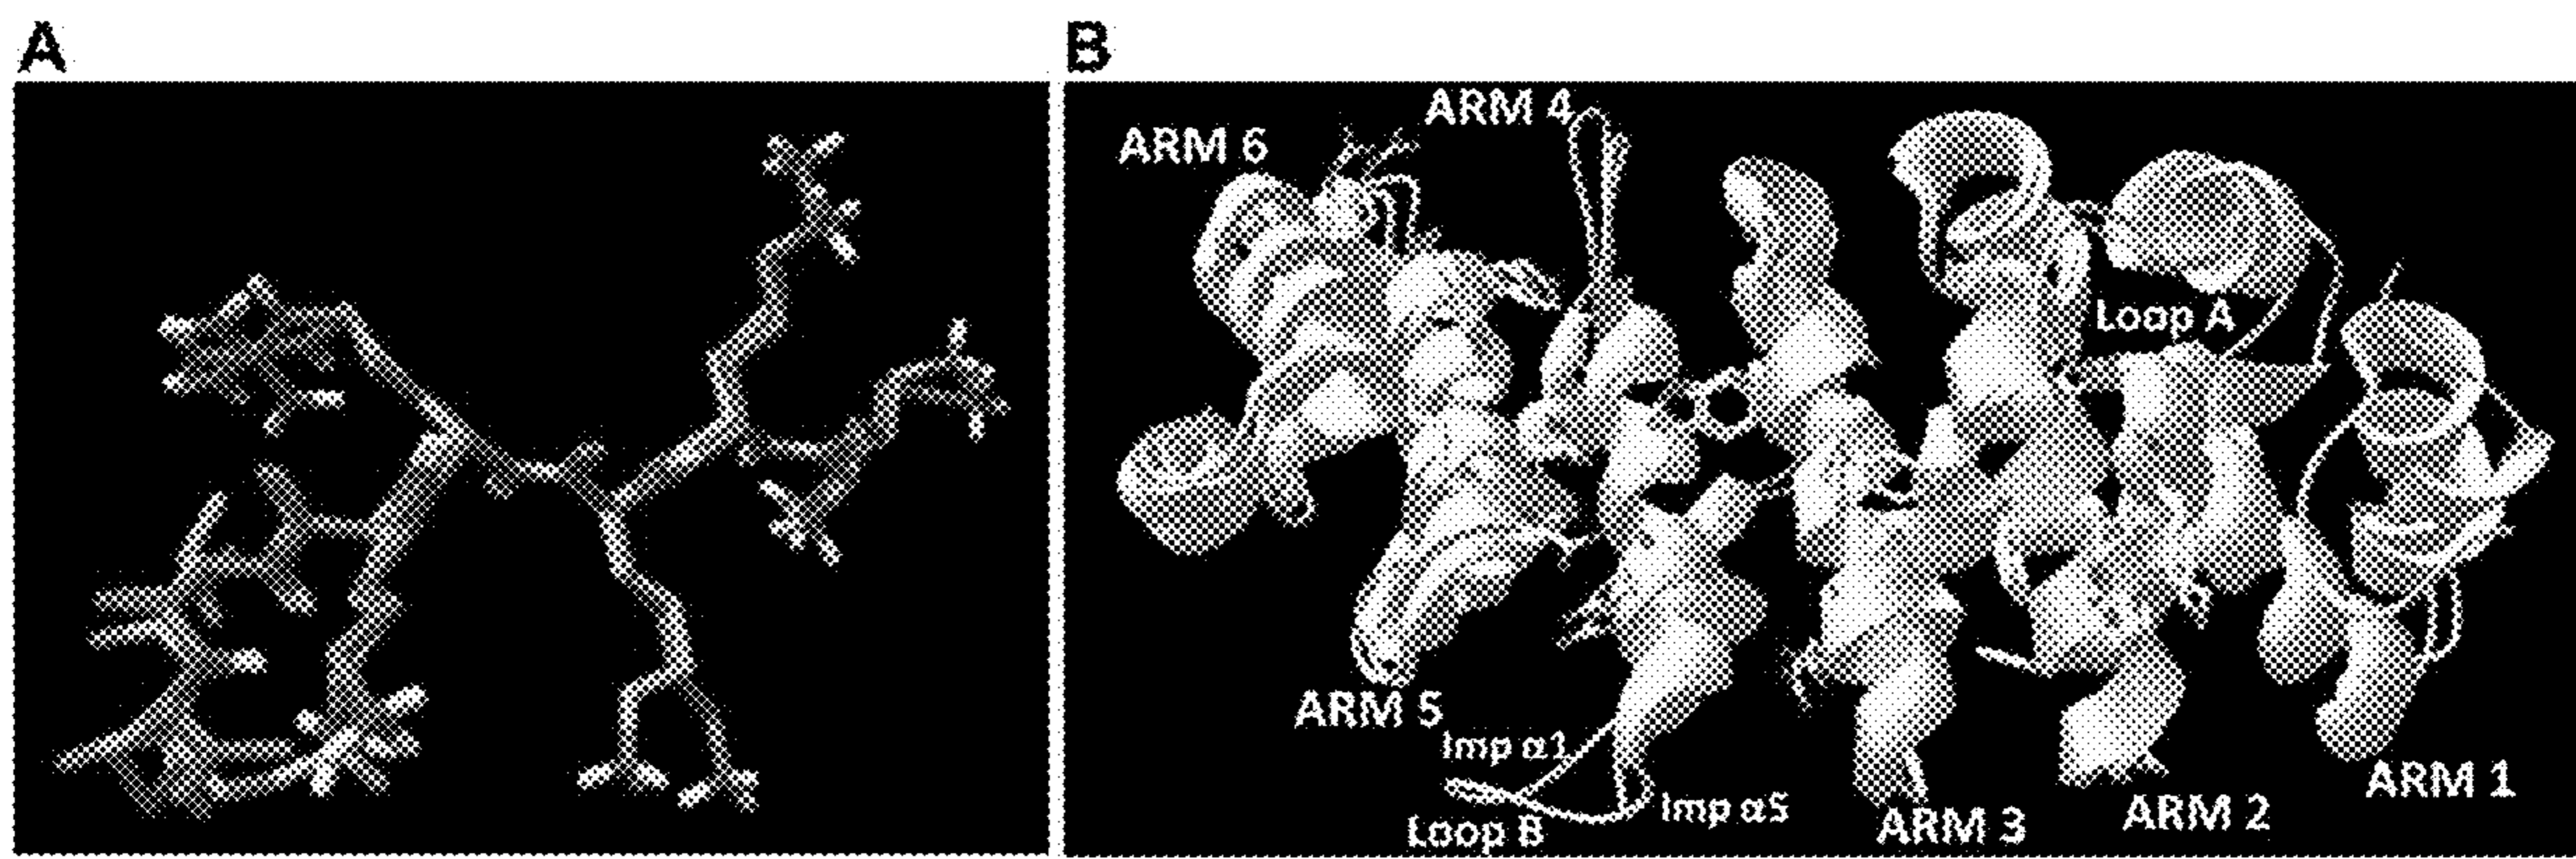 A
B
ARM 4
ARM 6
Loop A
ARM 5
Imp α1
Imp α5
Loop B
ARM 3
ARM 2
ARM 1